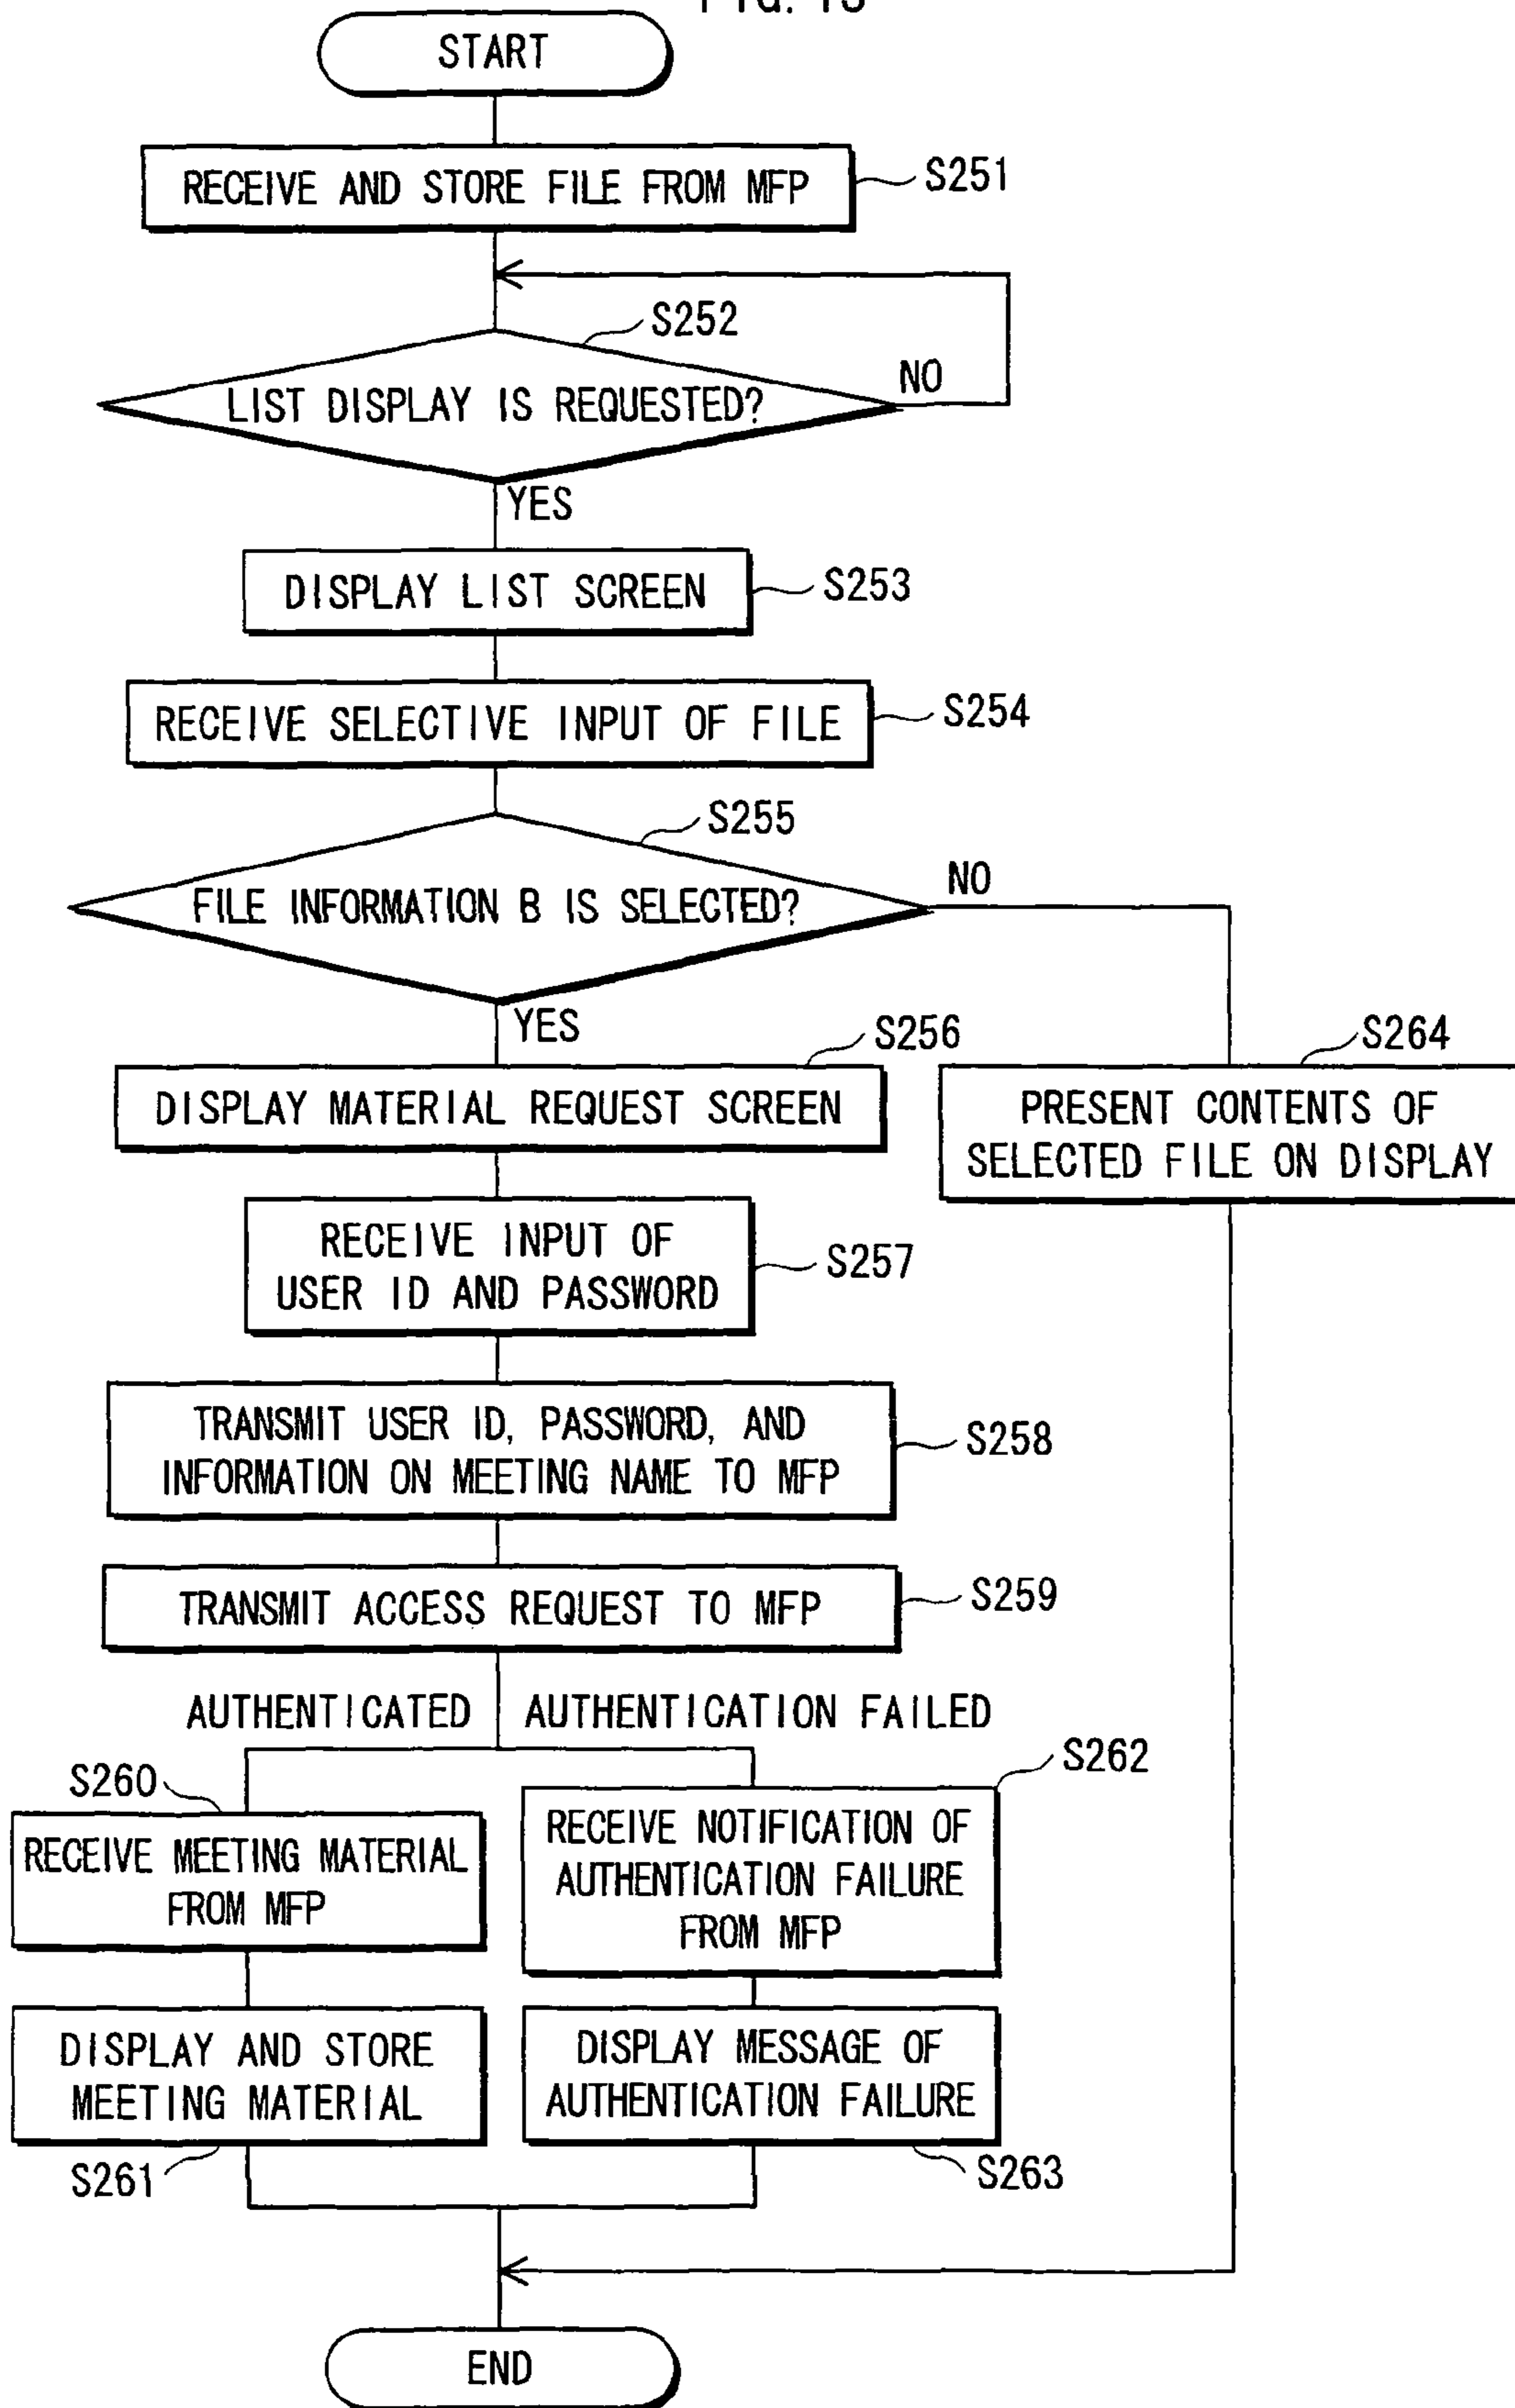 START
RECEIVE AND STORE FILE FROM MFP
S251
S252
LIST DISPLAY IS REQUESTED?
NO
YES
DISPLAY LIST SCREEN
S253
RECEIVE SELECTIVE INPUT OF FILE
S254
S255
FILE INFORMATION B IS SELECTED?
NO
YES
S256
DISPLAY MATERIAL REQUEST SCREEN
S264
PRESENT CONTENTS OF
SELECTED FILE ON DISPLAY
RECEIVE INPUT OF
USER ID AND PASSWORD
S257
TRANSMIT USER ID, PASSWORD, AND
INFORMATION ON MEETING NAME TO MFP
S258
TRANSMIT ACCESS REQUEST TO MFP
S259
AUTHENTICATED
AUTHENTICATION FAILED
S260
RECEIVE MEETING MATERIAL
FROM MFP
S262
RECEIVE NOTIFICATION OF
AUTHENTICATION FAILURE
FROM MFP
DISPLAY AND STORE
MEETING MATERIAL
S261
DISPLAY MESSAGE OF
AUTHENTICATION FAILURE
S263
END